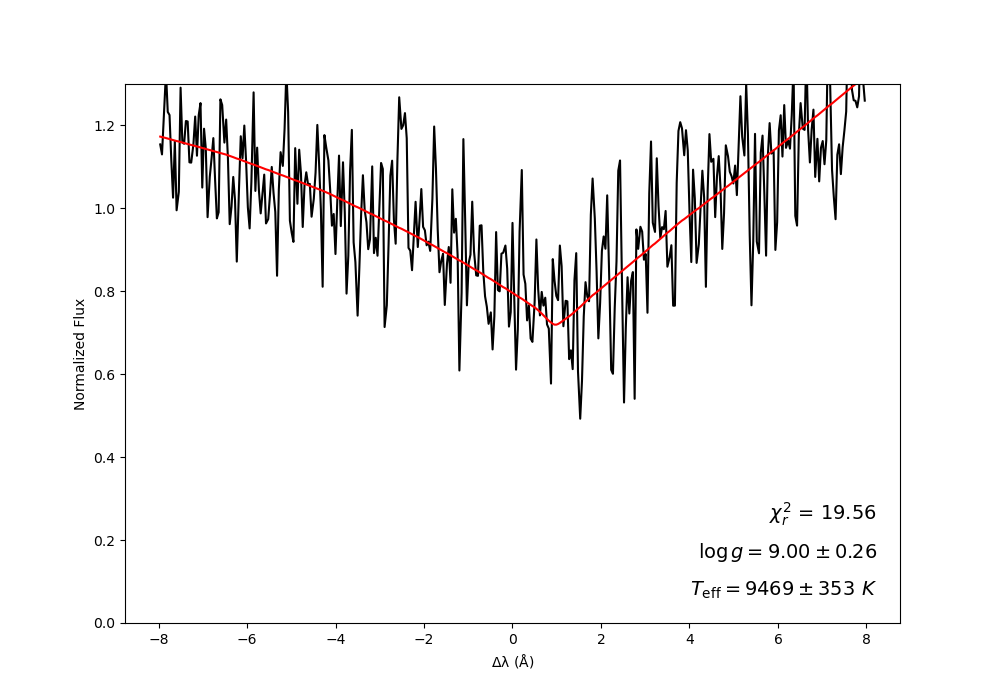 1.2
1.0
0.8
0.6
0.4
0.2
0.0
Normalized Flux
χ²ᵣ = 19.56
log g = 9.00 ± 0.26
T_eff = 9469 ± 353 K
−8 −6 −4 −2 0 2 4 6 8
Δλ (Å)